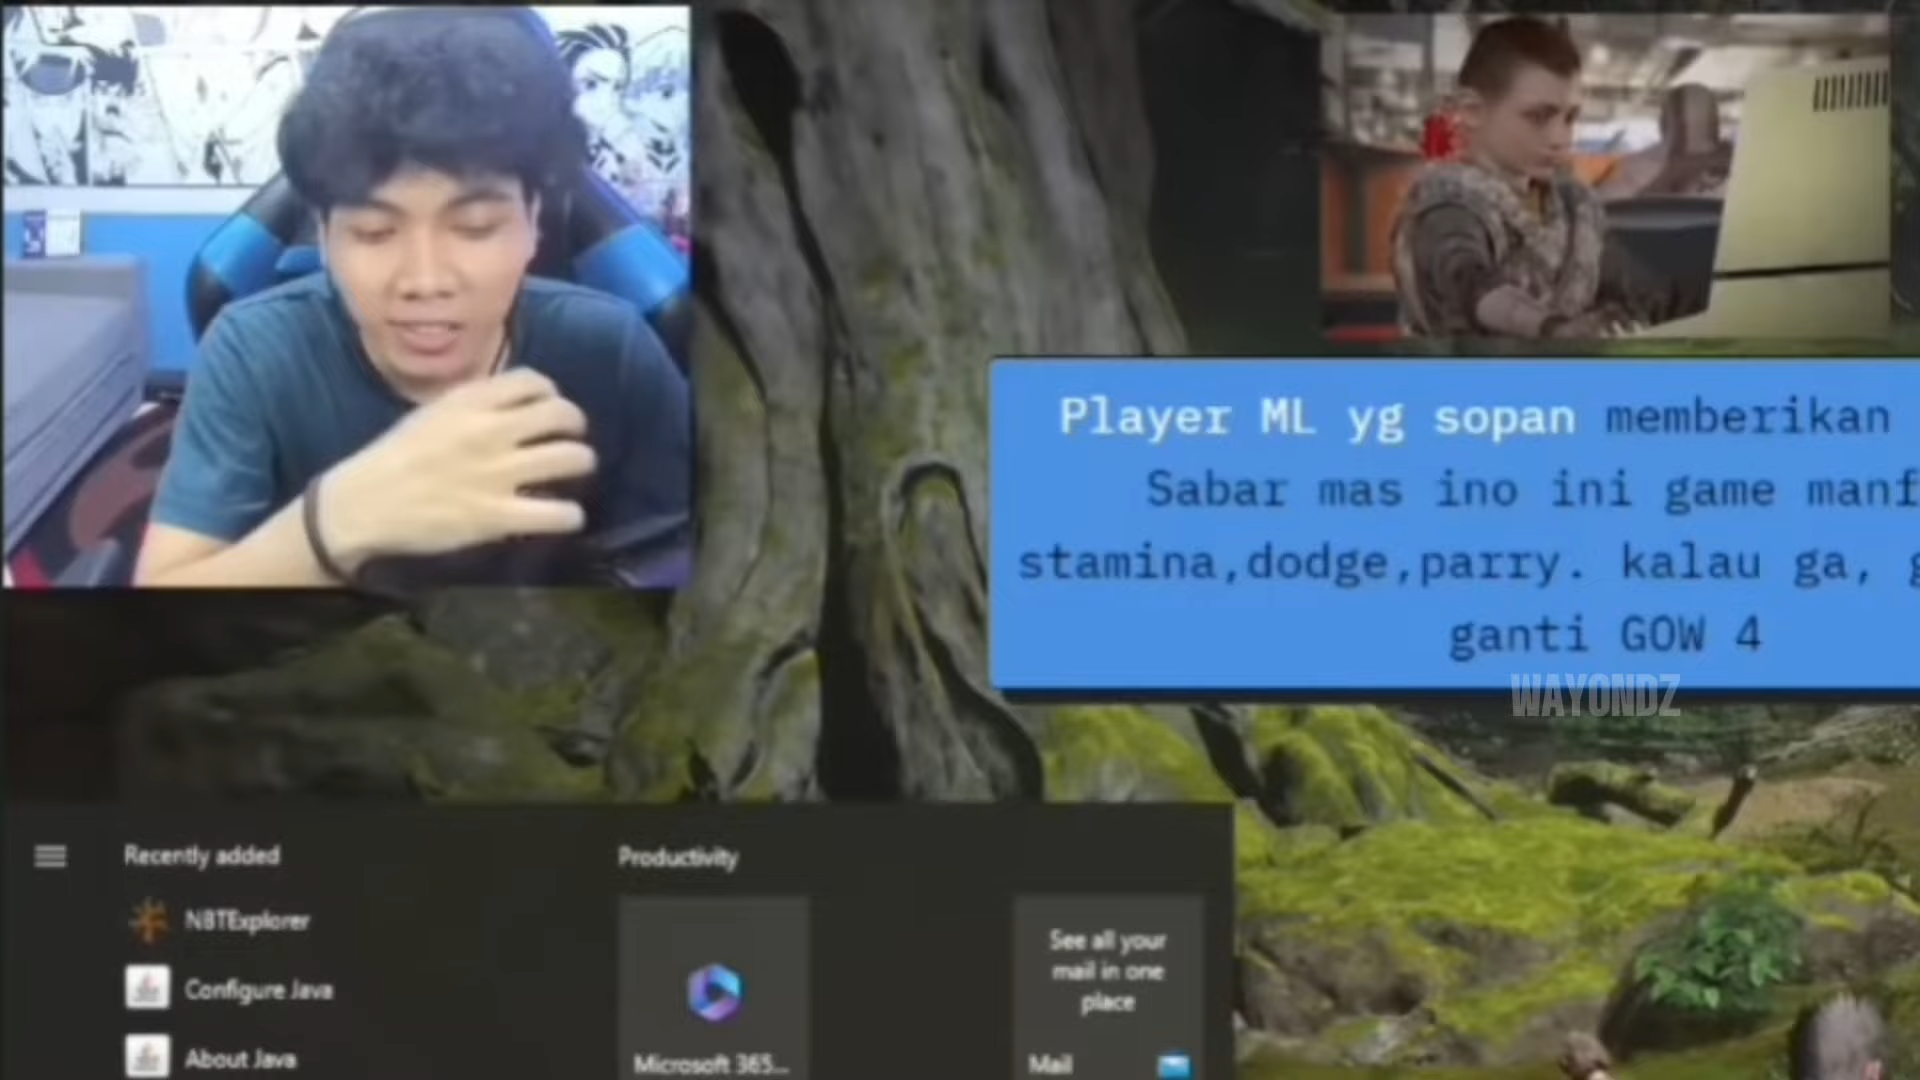 Player ML yg sopan memberikan
Sabar mas ino ini game manf
stamina,dodge,parry. kalau ga, g
ganti GOW 4
WAYONDZ
Recently added
NBTExplorer
Configure Java
About Java
Productivity
Microsoft 365...
See all your
mail in one
place
Mail